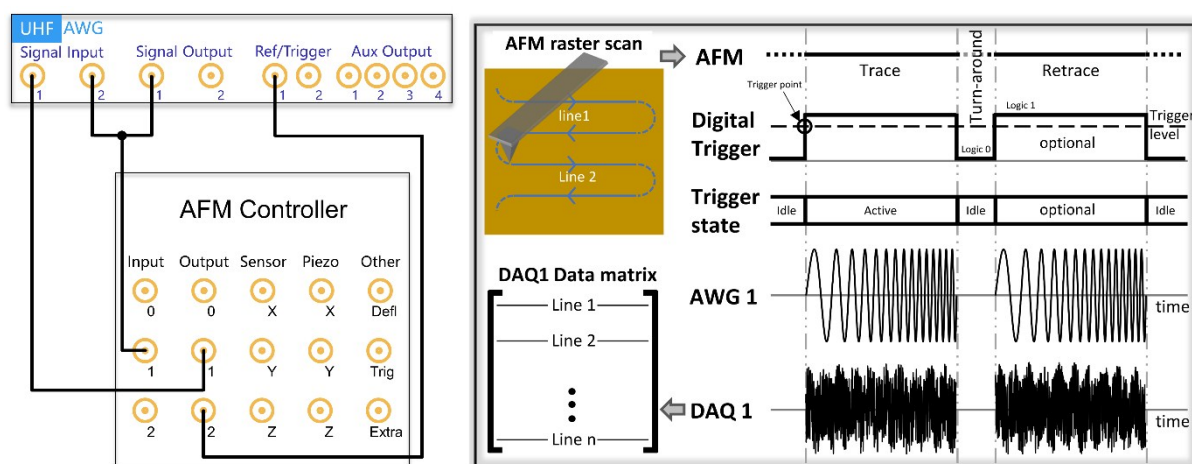 UHF AWG
Signal Input Signal Output Ref/Trigger Aux Output
1 2 1 2 1 2 1 2 3 4
AFM Controller
Input Output Sensor Piezo Other
0 0 X X Defl
1 1 Y Y Trig
2 2 Z Z Extra
AFM raster scan
line1
Line 2
DAQ1 Data matrix
Line 1
Line 2
Line n
AFM
Trace
Turn-around
Retrace
Trigger point
Digital
Trigger
Logic 0
Logic 1
optional
Trigger
level
Trigger
state
Idle Active Idle optional Idle
AWG 1
time
DAQ 1
time